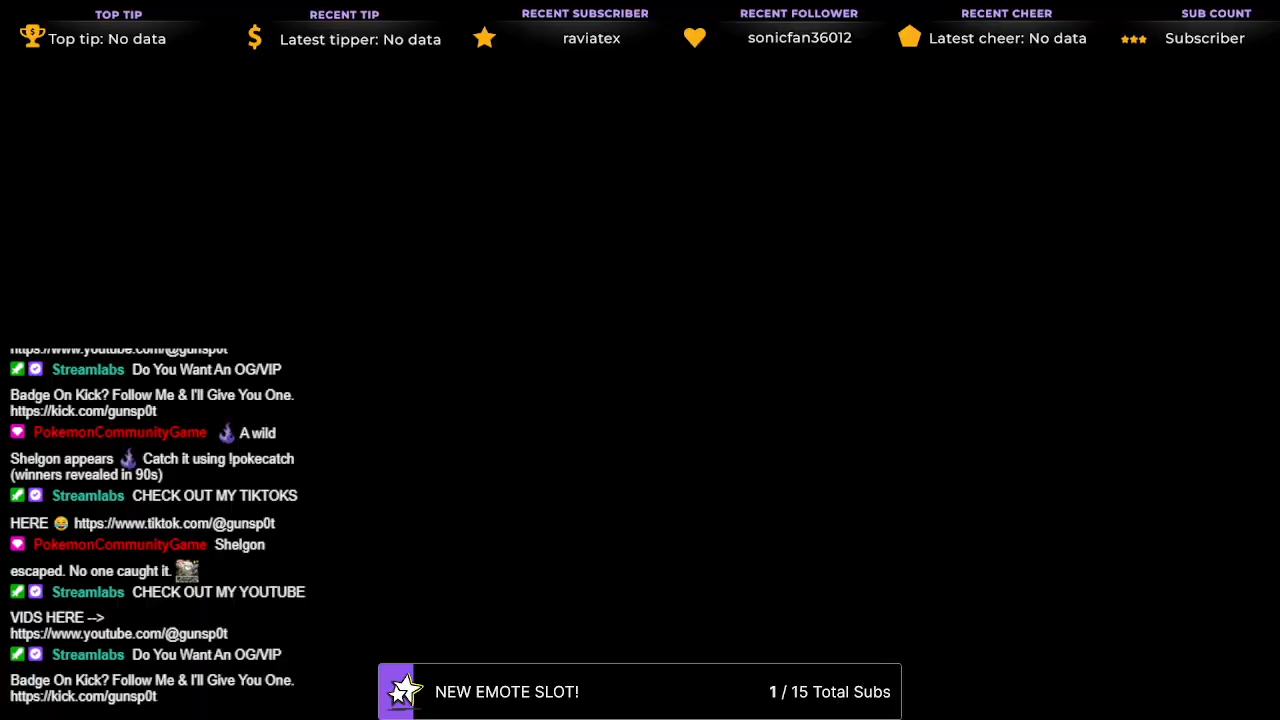 TOP TIP
Top tip: No data
RECENT TIP
Latest tipper: No data
RECENT SUBSCRIBER
raviatex
RECENT FOLLOWER
sonicfan36012
RECENT CHEER
Latest cheer: No data
SUB COUNT
Subscriber
https://www.youtube.com/@gunsp0t
Streamlabs Do You Want An OG/VIP
Badge On Kick? Follow Me & I'll Give You One.
https://kick.com/gunsp0t
PokemonCommunityGame A wild
Shelgon appears Catch it using !pokecatch
(winners revealed in 90s)
Streamlabs CHECK OUT MY TIKTOKS
HERE 😂 https://www.tiktok.com/@gunsp0t
PokemonCommunityGame Shelgon
escaped. No one caught it.
Streamlabs CHECK OUT MY YOUTUBE
VIDS HERE -->
https://www.youtube.com/@gunsp0t
Streamlabs Do You Want An OG/VIP
Badge On Kick? Follow Me & I'll Give You One.
https://kick.com/gunsp0t
NEW EMOTE SLOT!
1 / 15 Total Subs